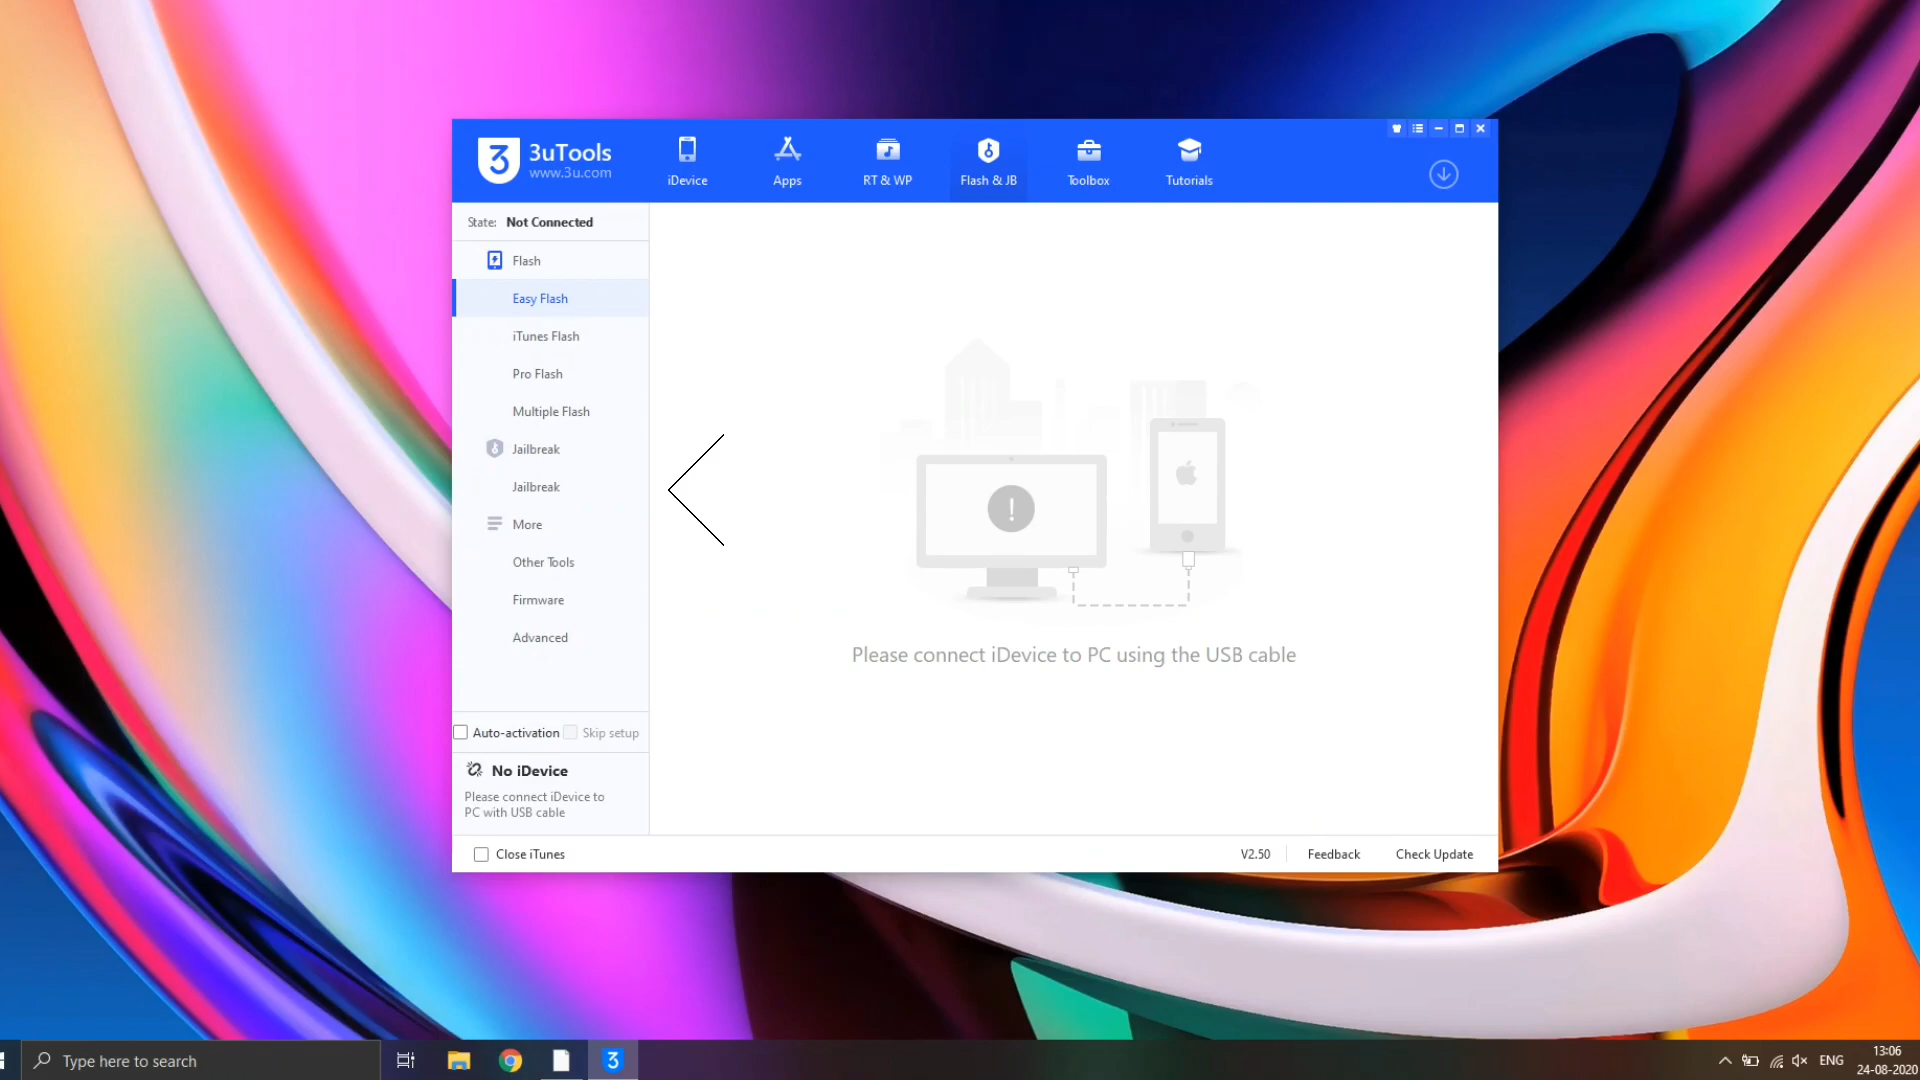 3 3uTools
www.3u.com
iDevice
Apps
RT & WP
Flash & JB
Toolbox
Tutorials
State: Not Connected
Flash
Easy Flash
iTunes Flash
Pro Flash
Multiple Flash
Jailbreak
Jailbreak
More
Other Tools
Firmware
Advanced
!
Please connect iDevice to PC using the USB cable
Auto-activation Skip setup
No iDevice
Please connect iDevice to
PC with USB cable
Close iTunes
V2.50 Feedback Check Update
Type here to search
3
ENG
13:06
24-08-2020